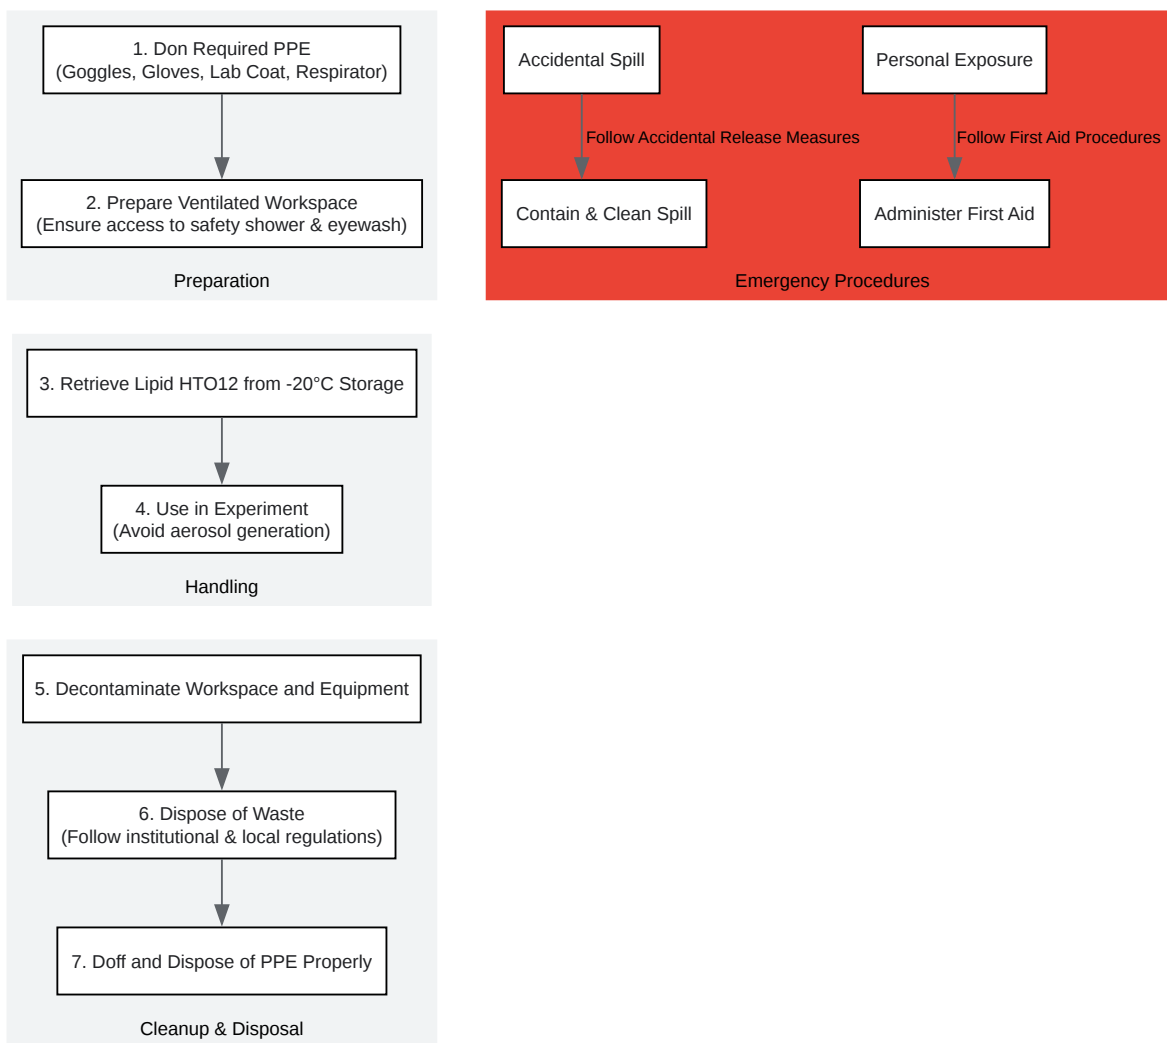 1. Don Required PPE
(Goggles, Gloves, Lab Coat, Respirator)
2. Prepare Ventilated Workspace
(Ensure access to safety shower & eyewash)
Preparation
Accidental Spill
Personal Exposure
Follow Accidental Release Measures
Follow First Aid Procedures
Contain & Clean Spill
Administer First Aid
Emergency Procedures
3. Retrieve Lipid HTO12 from -20°C Storage
4. Use in Experiment
(Avoid aerosol generation)
Handling
5. Decontaminate Workspace and Equipment
6. Dispose of Waste
(Follow institutional & local regulations)
7. Doff and Dispose of PPE Properly
Cleanup & Disposal